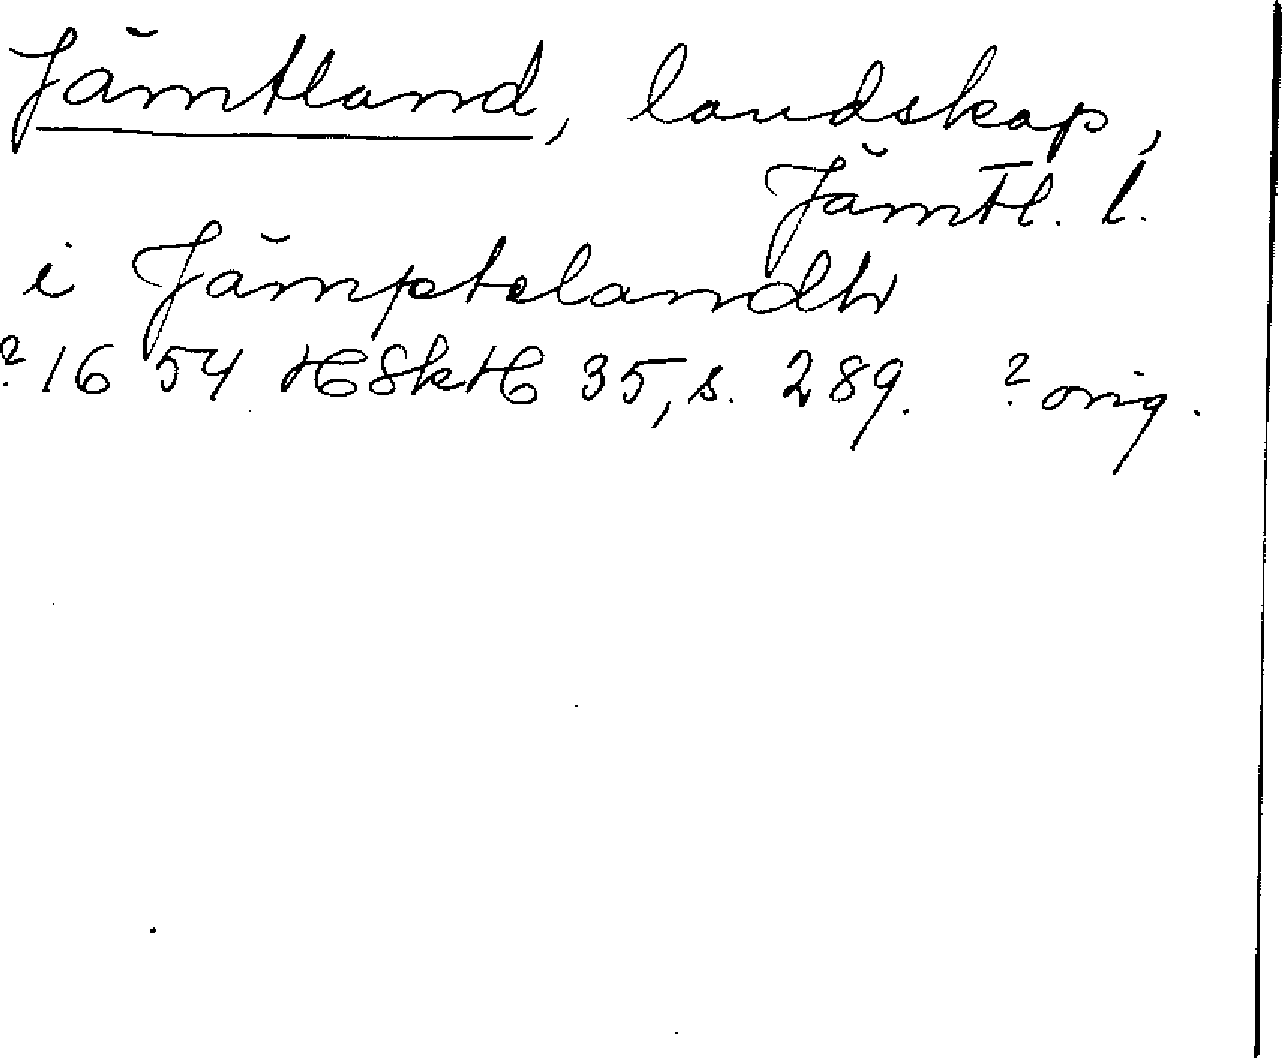 Jämtland, landskap,
Jämtl. l.
i Jämptelandh
?1654 HSkH 35, s. 289. ? orig.